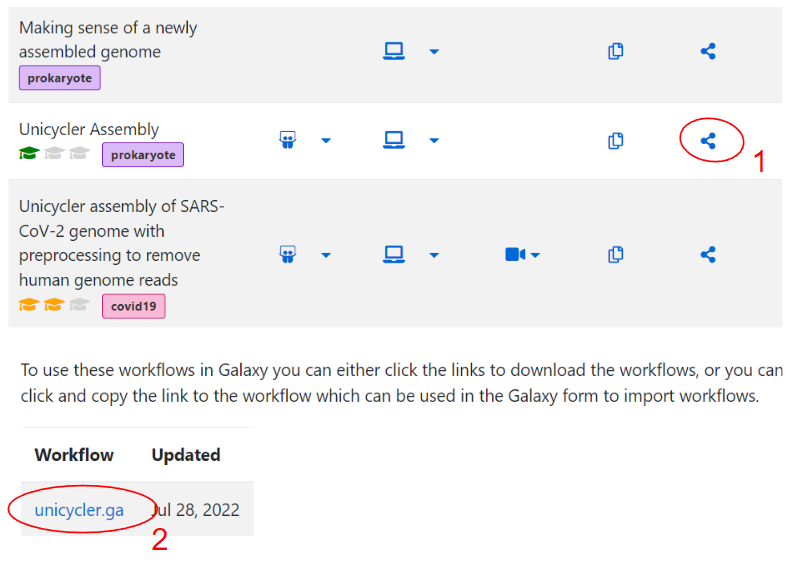 Making sense of a newly
assembled genome
prokaryote
Unicycler Assembly
prokaryote
1
Unicycler assembly of SARS-
CoV-2 genome with
preprocessing to remove
human genome reads
covid19
To use these workflows in Galaxy you can either click the links to download the workflows, or you can
click and copy the link to the workflow which can be used in the Galaxy form to import workflows.
Workflow Updated
unicycler.ga Jul 28, 2022
2